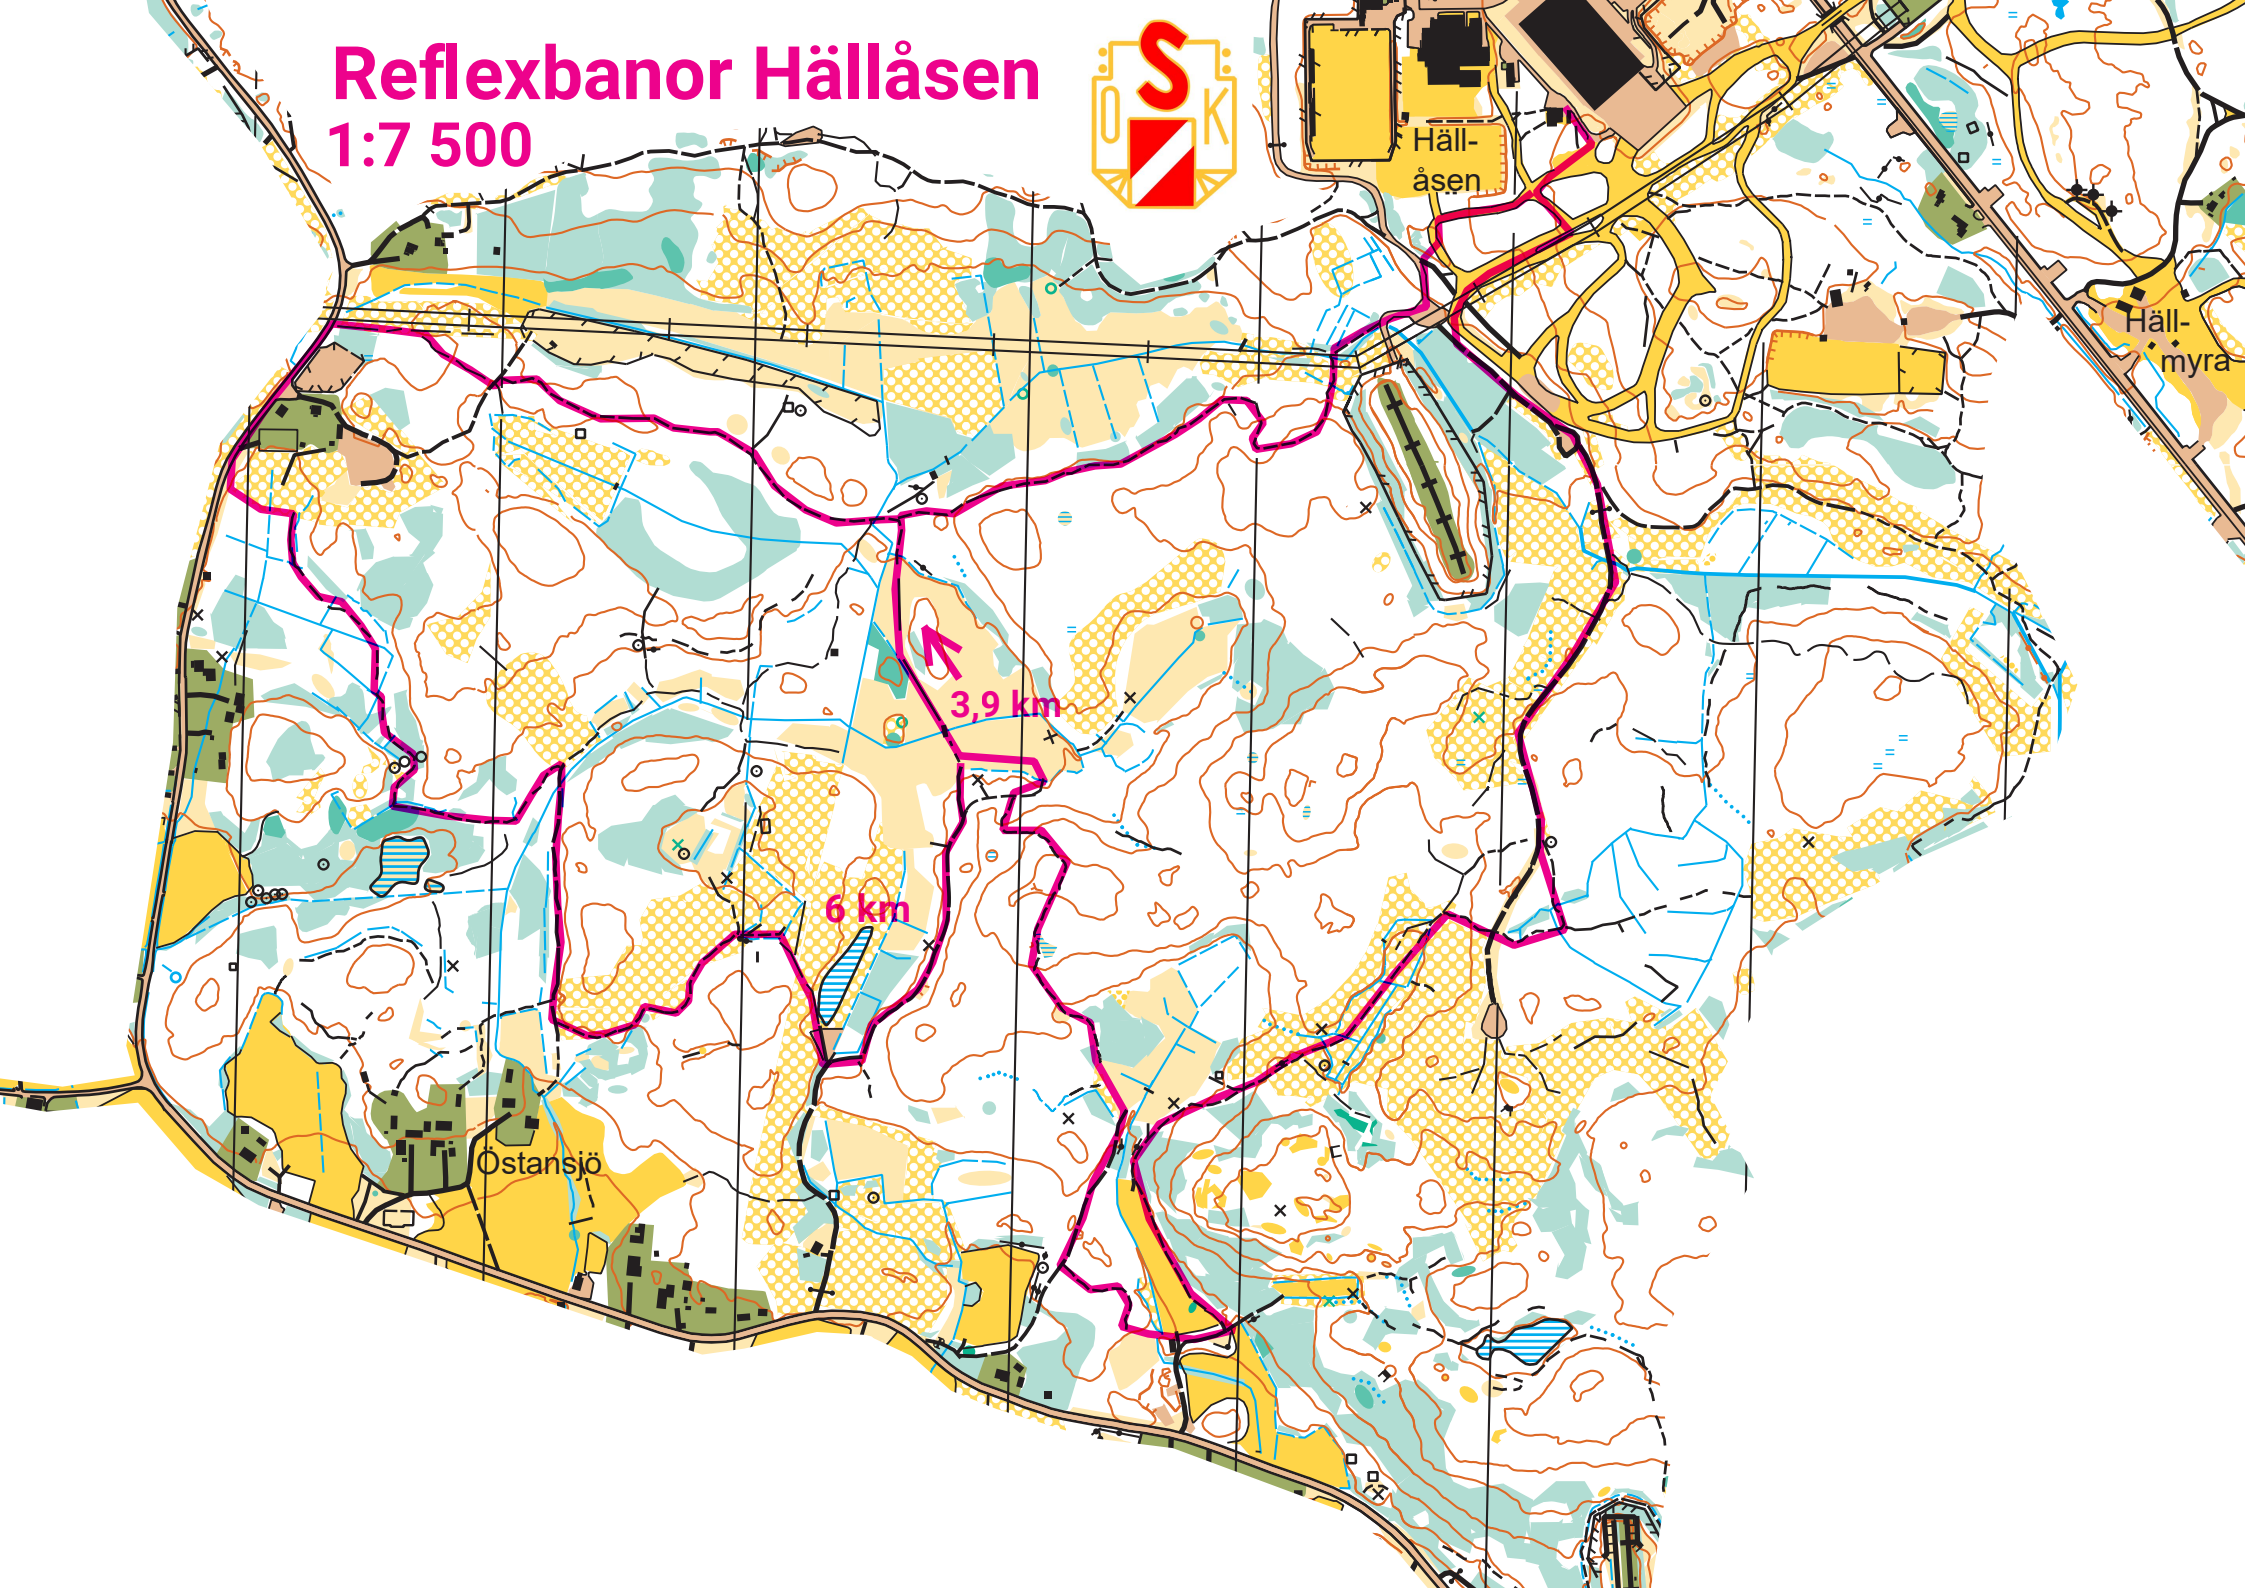 Reflexbanor Hällåsen
1:7 500
S
O K
Häll-
åsen
Häll-
myra
3,9 km
6 km
Östansjö